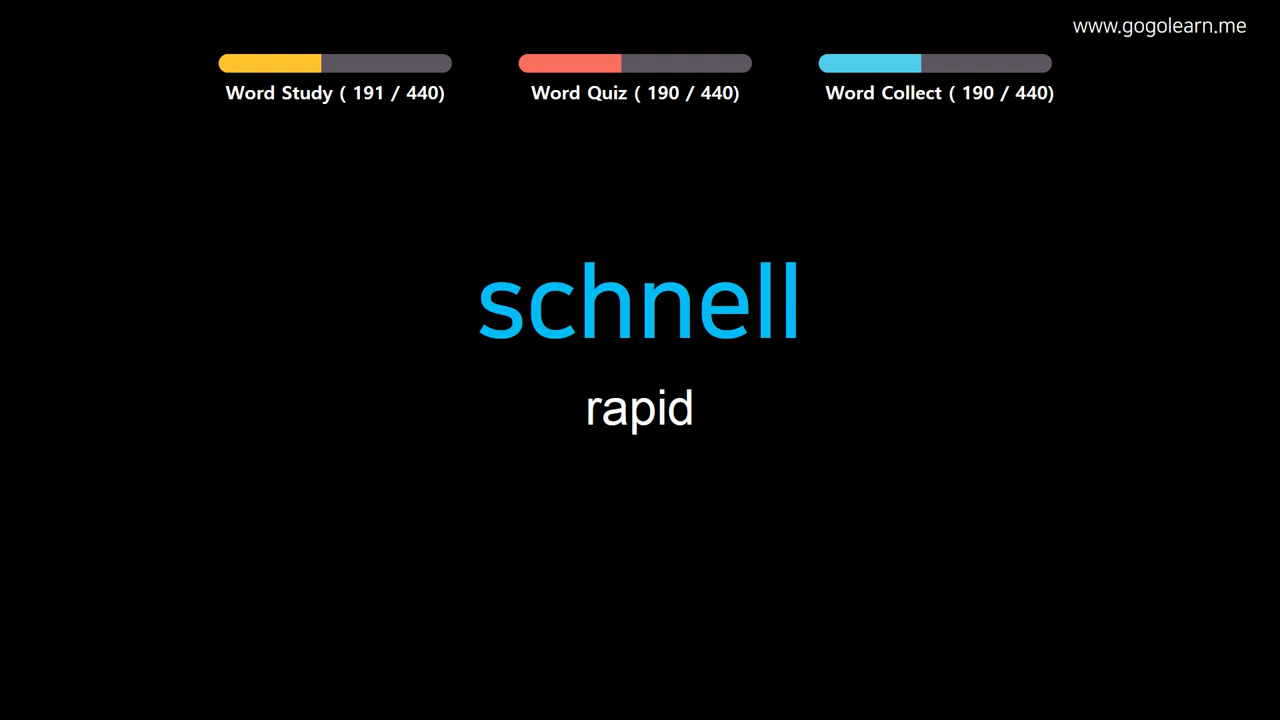 www.gogolearn.me
Word Study ( 191 / 440)
Word Quiz ( 190 / 440)
Word Collect ( 190 / 440)
schnell
rapid